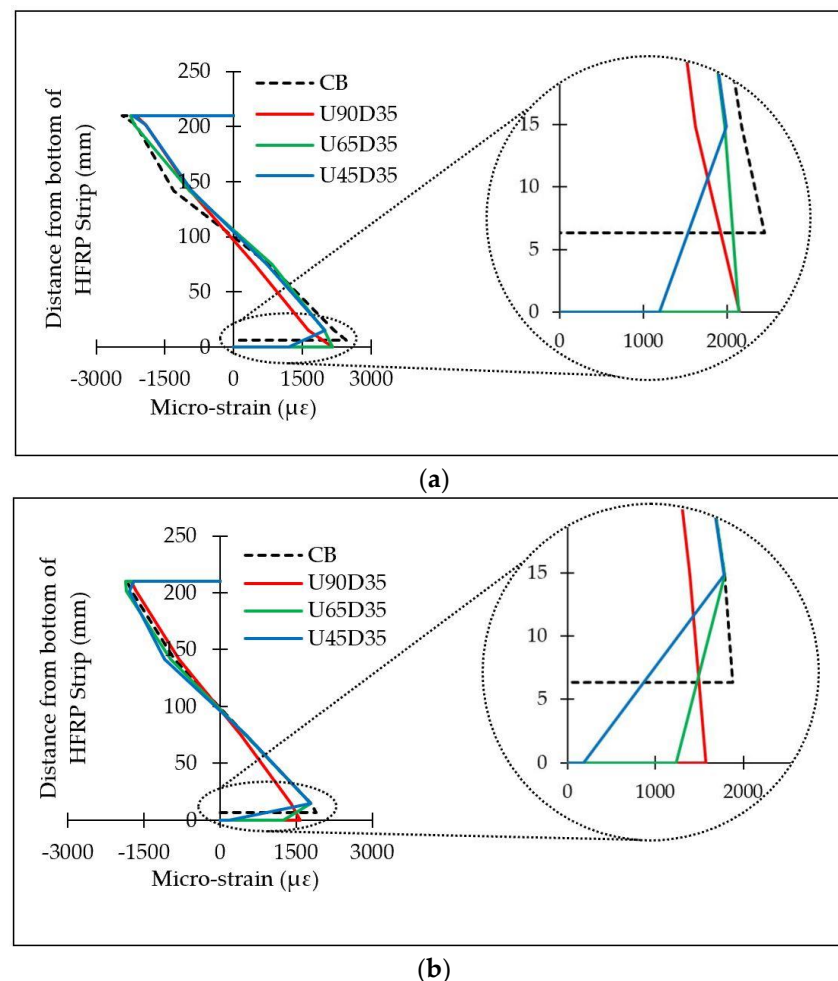 250
200
150
100
50
0
-3000 -1500 0 1500 3000
Distance from bottom of
HFRP Strip (mm)
Micro-strain (με)
CB
U90D35
U65D35
U45D35
15
10
5
0
0 1000 2000
(a)
250
200
150
100
50
0
-3000 -1500 0 1500 3000
Distance from bottom of
HFRP Strip (mm)
Micro-strain (με)
CB
U90D35
U65D35
U45D35
15
10
5
0
0 1000 2000
(b)